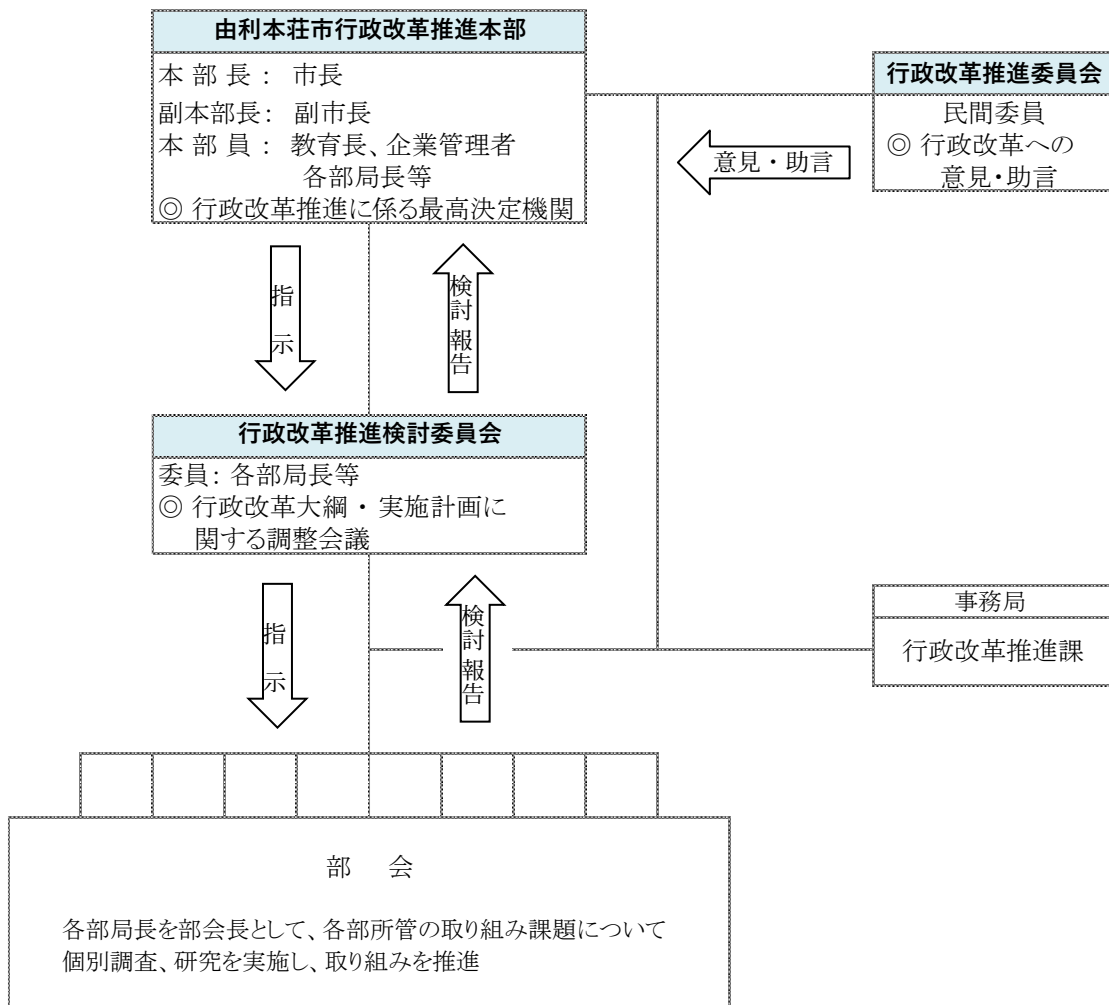 由利本荘市行政改革推進本部
本 部 長 : 市長
副本部長: 副市長
本 部 員 : 教育長、企業管理者
各部局長等
◎ 行政改革推進に係る最高決定機関
行政改革推進委員会
民間委員
◎ 行政改革への
意見・助言
意見・助言
指示
検討報告
行政改革推進検討委員会
委員: 各部局長等
◎ 行政改革大綱 ・ 実施計画に
関する調整会議
指示
検討報告
事務局
行政改革推進課
部 会
各部局長を部会長として、各部所管の取り組み課題について
個別調査、研究を実施し、取り組みを推進